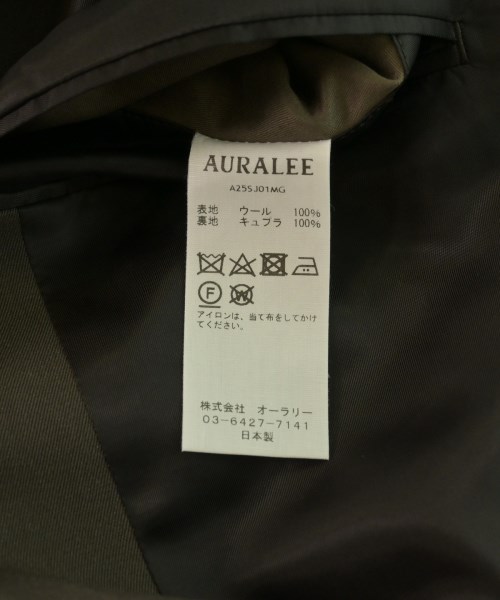 AURALEE
A25SJ01MG
表地 ウール 100%
裏地 キュプラ 100%
F W
アイロンは、当て布をしてかけ
てください。
株式会社 オーラリー
03-6427-7141
日本製